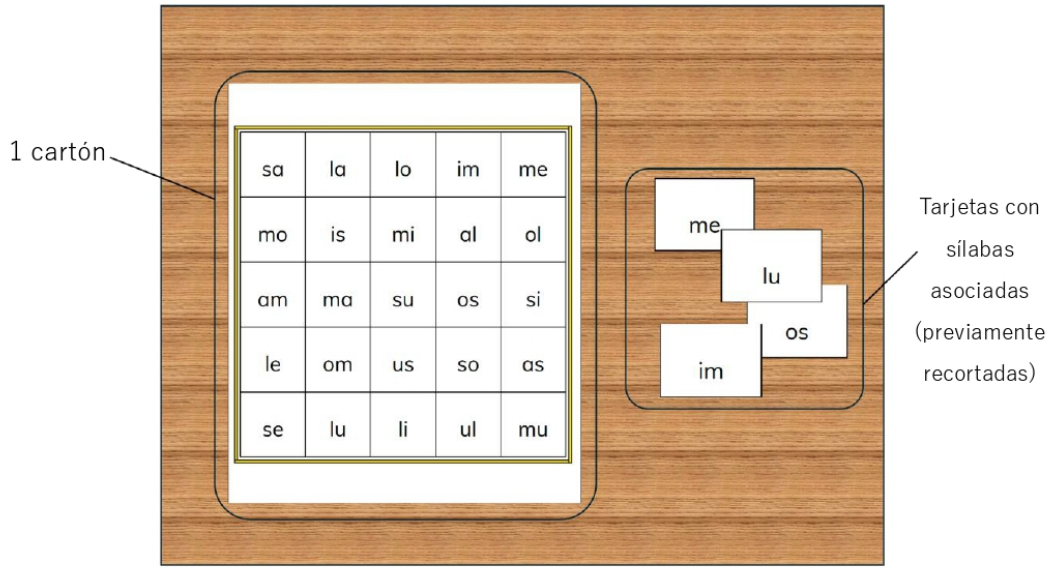 1 cartón
sa la lo im me
mo is mi al ol
am ma su os si
le om us so as
se lu li ul mu
me
lu
os
im
Tarjetas con
sílabas
asociadas
(previamente
recortadas)